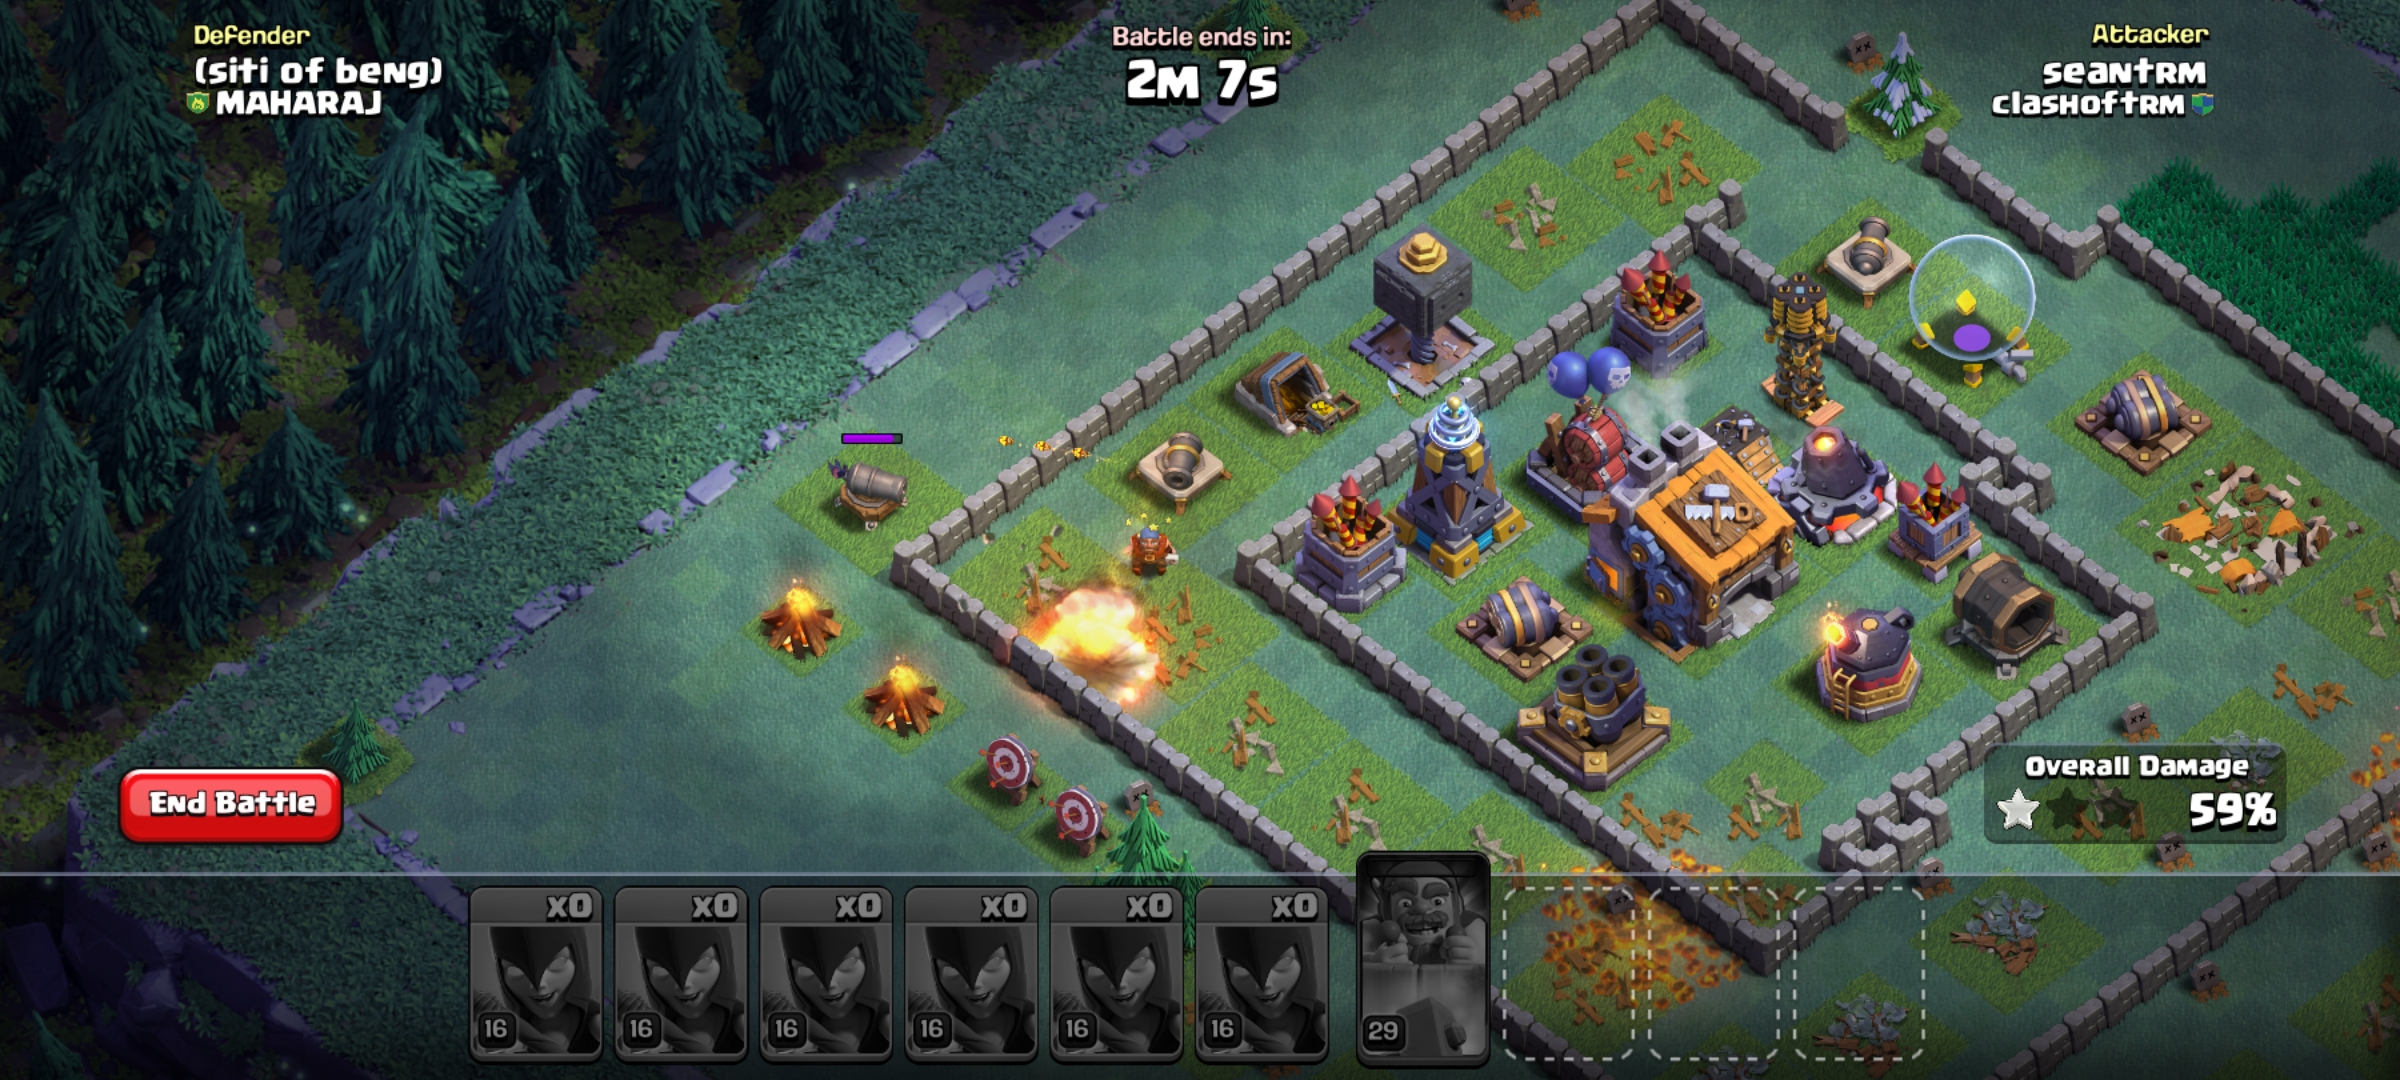 Defender
(siti of beng)
MAHARAJ
Battle ends in:
2M 7s
Attacker
seantRM
clashoftRM
End Battle
Overall Damage
59%
x0
x0
x0
x0
x0
x0
16
16
16
16
16
16
29